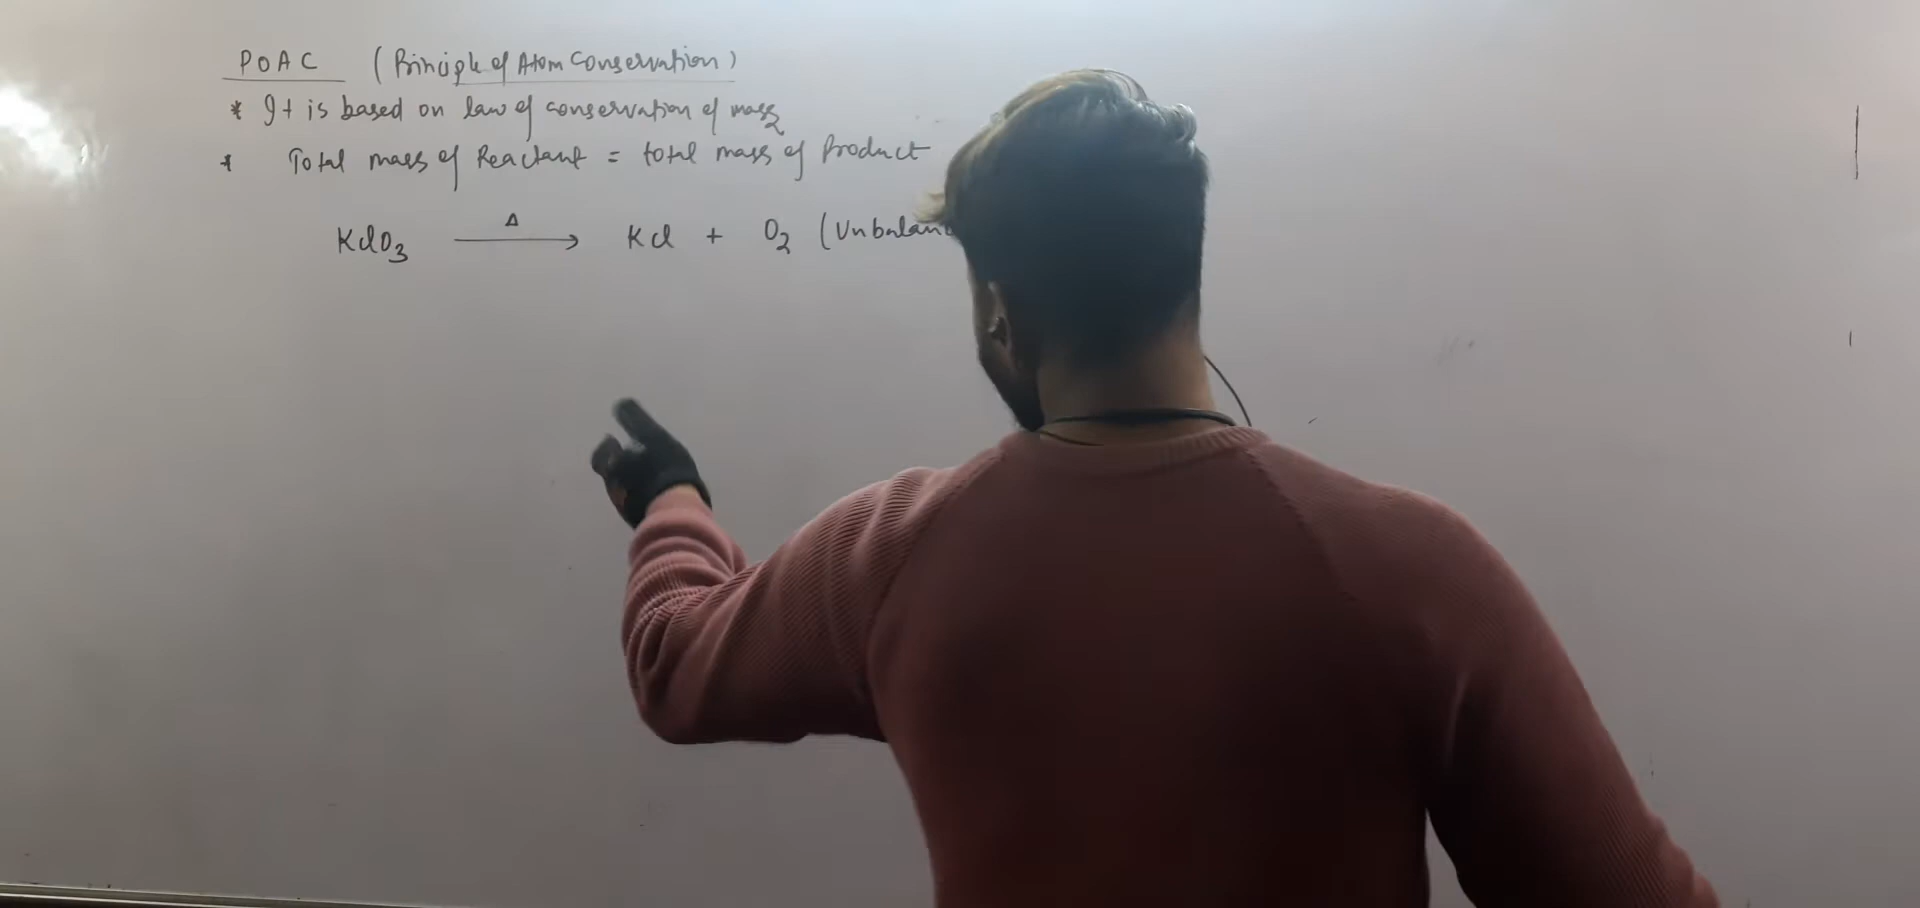 POAC (Principle of Atom Conservation)
* It is based on law of conservation of mass
* Total mass of Reactant = total mass of Product
KClO3 Δ → KCl + O2 (Unbalan